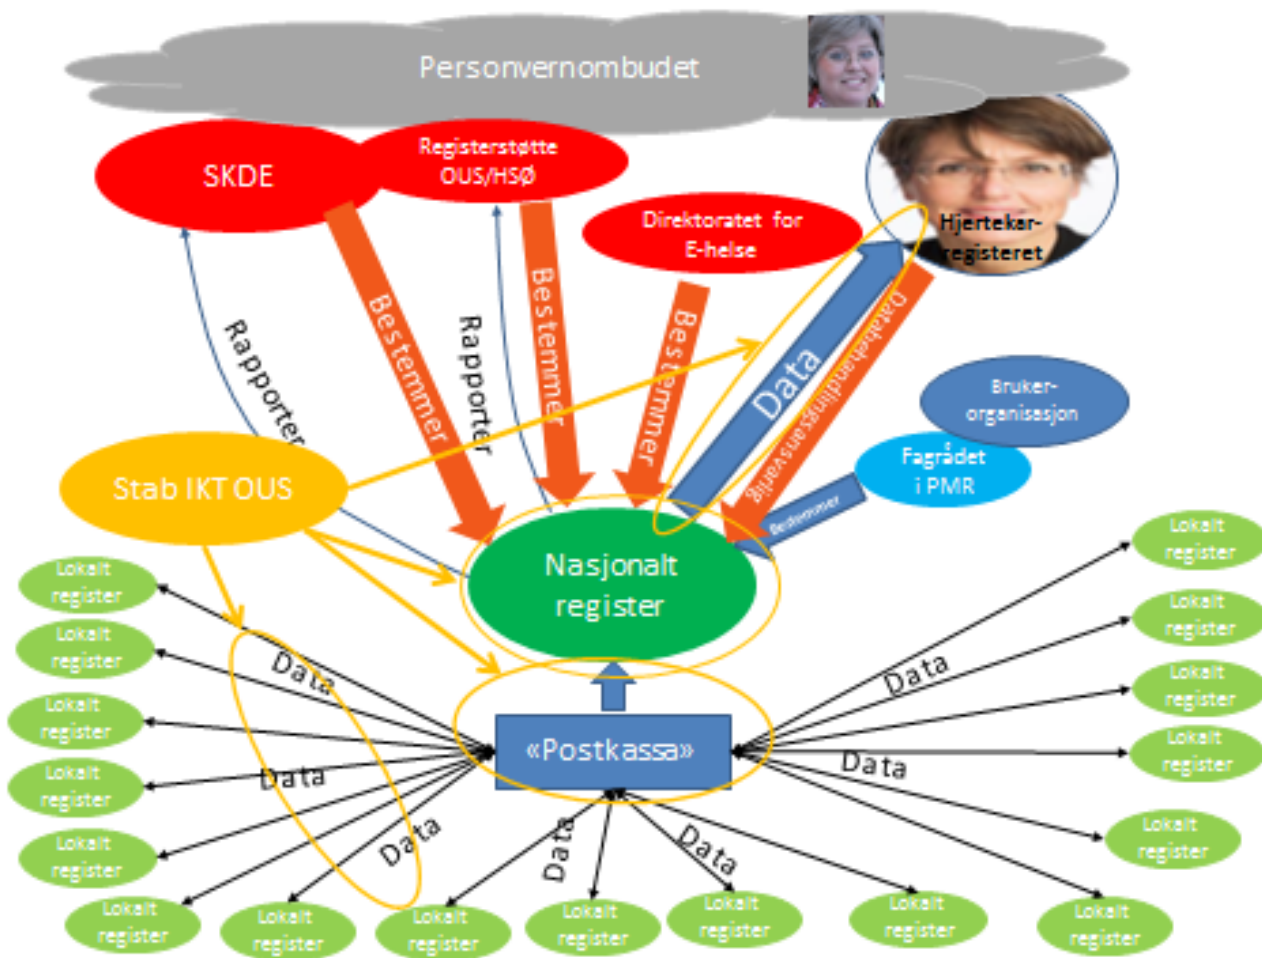 Personvernombudet
SKDE
Registerstøtte
OUS/HSØ
Direktoratet for
E-helse
Hjertekar-
registeret
Bestemmer
Bestemmer
Bestemmer
Rapporter
Rapporter
Data
Databehandlingsansvarlig
Bruker-
organisasjon
Fagrådet
i PMR
Bestemmer
Stab IKT OUS
Nasjonalt
register
«Postkassa»
Lokalt
register
Lokalt
register
Lokalt
register
Lokalt
register
Lokalt
register
Data
Data
Data
Data
Data
Data
Data
Lokalt
register
Lokalt
register
Lokalt
register
Lokalt
register
Lokalt
register
Lokalt
register
Lokalt
register
Lokalt
register
Lokalt
register
Lokalt
register
Lokalt
register
Lokalt
register